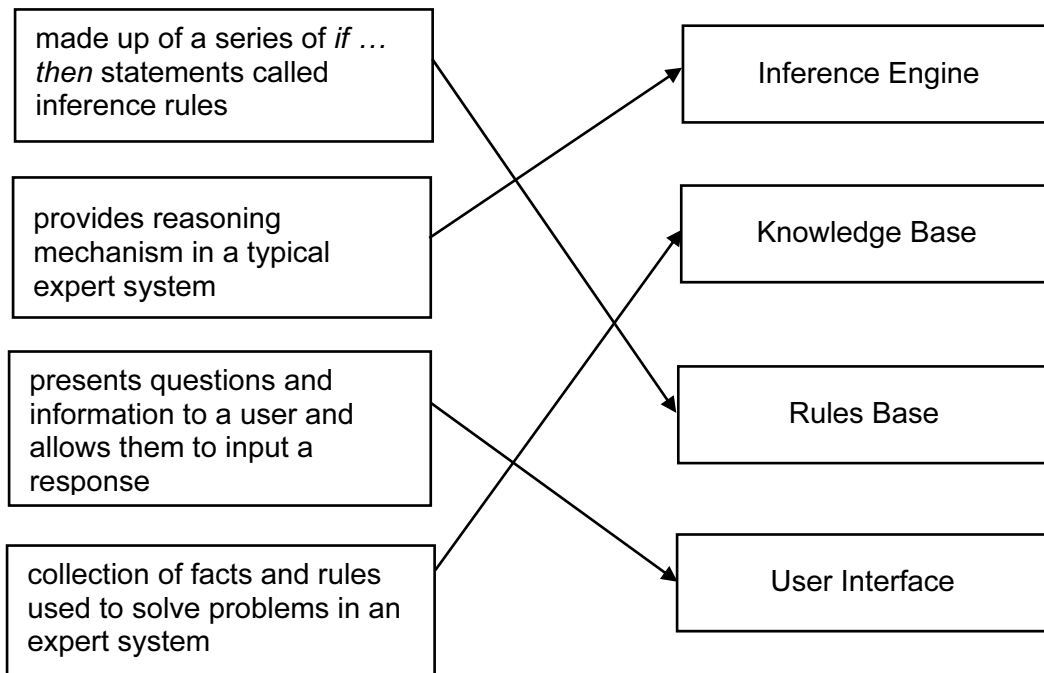 made up of a series of if …
then statements called
inference rules
provides reasoning
mechanism in a typical
expert system
presents questions and
information to a user and
allows them to input a
response
collection of facts and rules
used to solve problems in an
expert system
Inference Engine
Knowledge Base
Rules Base
User Interface